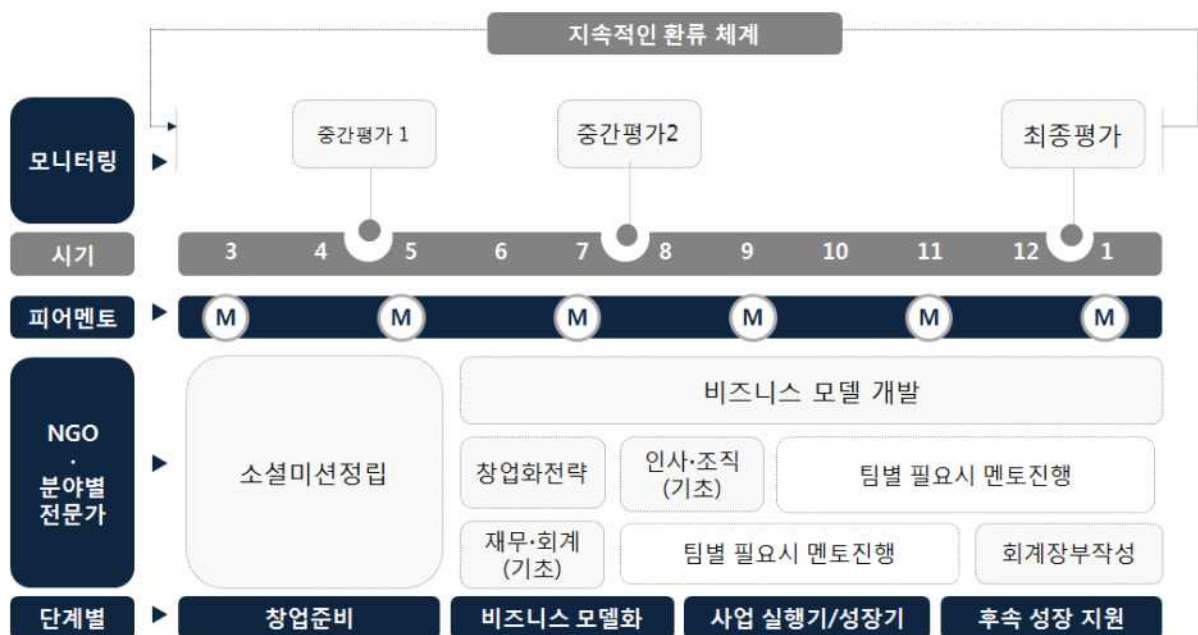 지속적인 환류 체계
모니터링
중간평가 1
중간평가2
최종평가
시기
3 4 5 6 7 8 9 10 11 12 1
피어멘토
M M M M M M
NGO
·
분야별
전문가
소셜미션정립
비즈니스 모델 개발
창업화전략
인사·조직
(기초)
팀별 필요시 멘토진행
재무·회계
(기초)
팀별 필요시 멘토진행
회계장부작성
단계별
창업준비
비즈니스 모델화
사업 실행기/성장기
후속 성장 지원